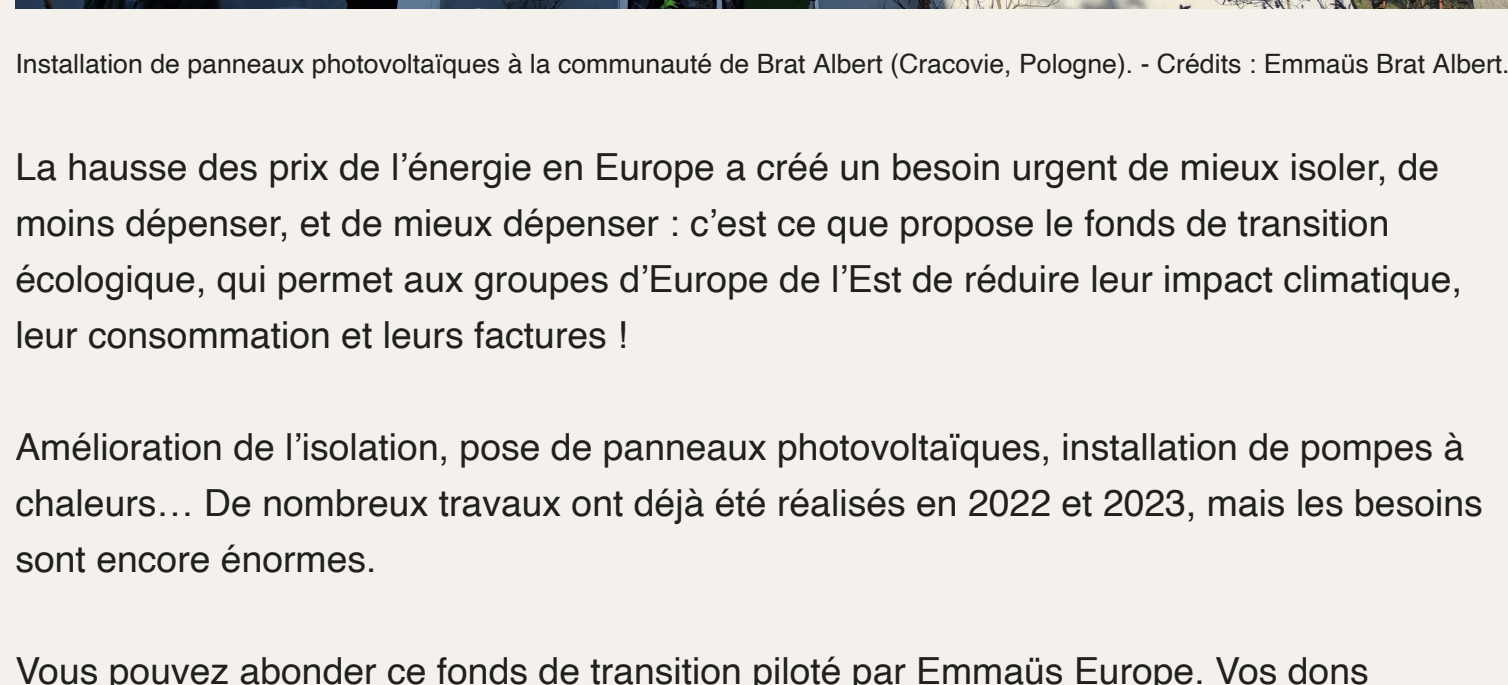 Installation de panneaux photovoltaïques à la communauté de Brat Albert (Cracovie, Pologne). - Crédits : Emmaüs Brat Albert.
La hausse des prix de l’énergie en Europe a créé un besoin urgent de mieux isoler, de
moins dépenser, et de mieux dépenser : c’est ce que propose le fonds de transition
écologique, qui permet aux groupes d’Europe de l’Est de réduire leur impact climatique,
leur consommation et leurs factures !
Amélioration de l’isolation, pose de panneaux photovoltaïques, installation de pompes à
chaleurs… De nombreux travaux ont déjà été réalisés en 2022 et 2023, mais les besoins
sont encore énormes.
Vous pouvez abonder ce fonds de transition piloté par Emmaüs Europe. Vos dons